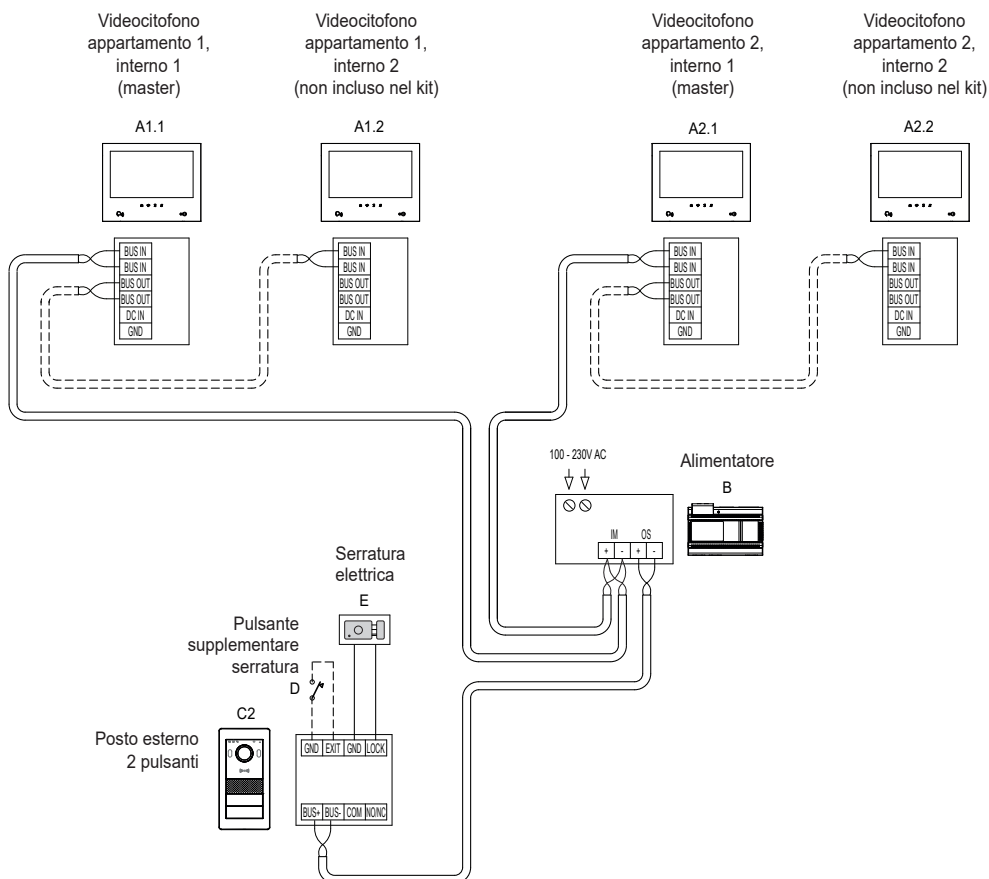 Videocitofono
appartamento 1,
interno 1
(master)
A1.1
Videocitofono
appartamento 1,
interno 2
(non incluso nel kit)
A1.2
Videocitofono
appartamento 2,
interno 1
(master)
A2.1
Videocitofono
appartamento 2,
interno 2
(non incluso nel kit)
A2.2
BUS IN
BUS IN
BUS OUT
BUS OUT
DC IN
GND
BUS IN
BUS IN
BUS OUT
BUS OUT
DC IN
GND
BUS IN
BUS IN
BUS OUT
BUS OUT
DC IN
GND
BUS IN
BUS IN
BUS OUT
BUS OUT
DC IN
GND
100 - 230V AC
Alimentatore
B
IM OS
+ - + -
Serratura
elettrica
E
Pulsante
supplementare
serratura
D
C2
Posto esterno
2 pulsanti
GND EXIT GND LOCK
BUS+ BUS- COM NO/NC